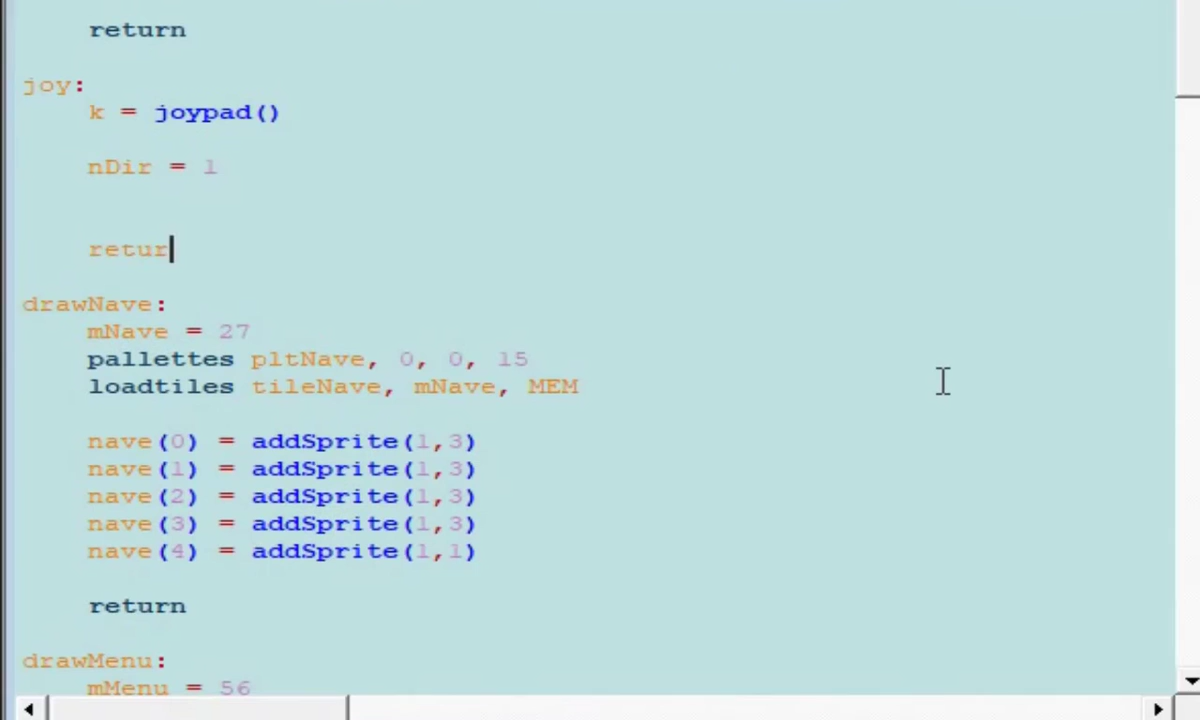 return
joy:
k = joypad()
nDir = 1
retur
drawNave:
mNave = 27
pallettes pltNave, 0, 0, 15
loadtiles tileNave, mNave, MEM
nave(0) = addSprite(1,3)
nave(1) = addSprite(1,3)
nave(2) = addSprite(1,3)
nave(3) = addSprite(1,3)
nave(4) = addSprite(1,1)
return
drawMenu:
mMenu = 56